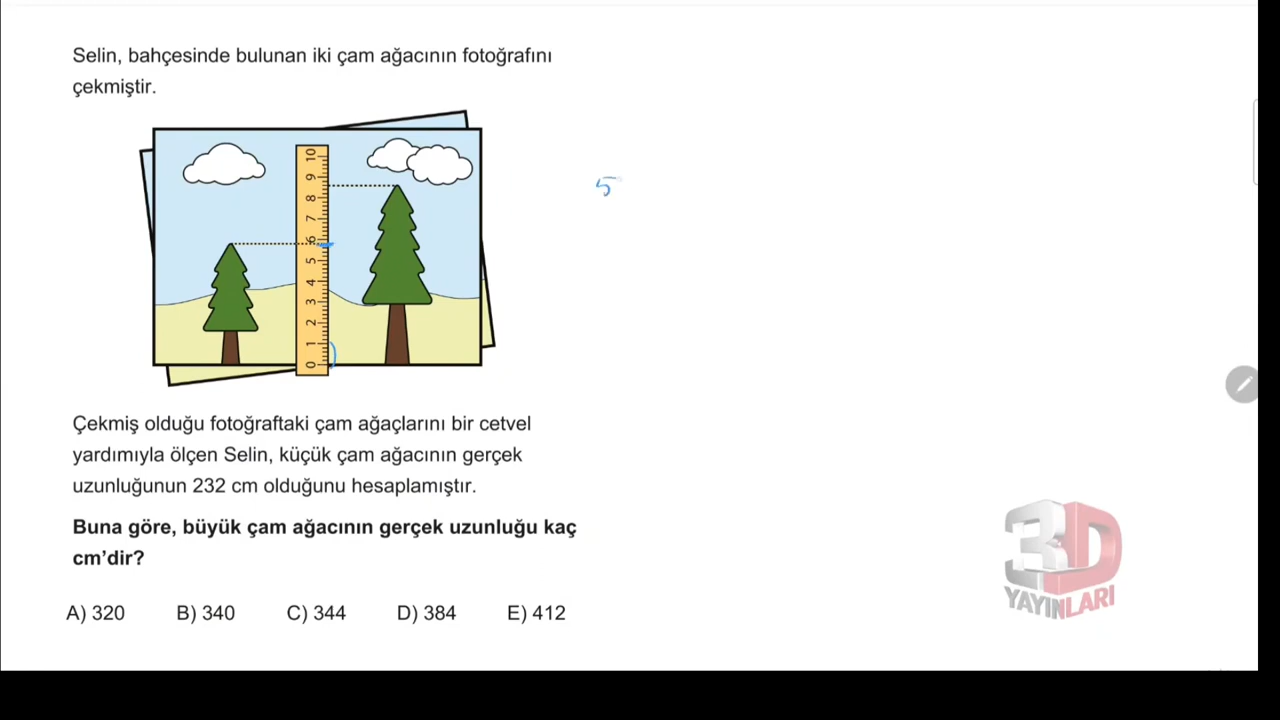 Selin, bahçesinde bulunan iki çam ağacının fotoğrafını
çekmiştir.
10
9
8
7
6
5
4
3
2
1
0
5
Çekmiş olduğu fotoğraftaki çam ağaçlarını bir cetvel
yardımıyla ölçen Selin, küçük çam ağacının gerçek
uzunluğunun 232 cm olduğunu hesaplamıştır.
Buna göre, büyük çam ağacının gerçek uzunluğu kaç
cm’dir?
A) 320 B) 340 C) 344 D) 384 E) 412
3D
YAYINLARI